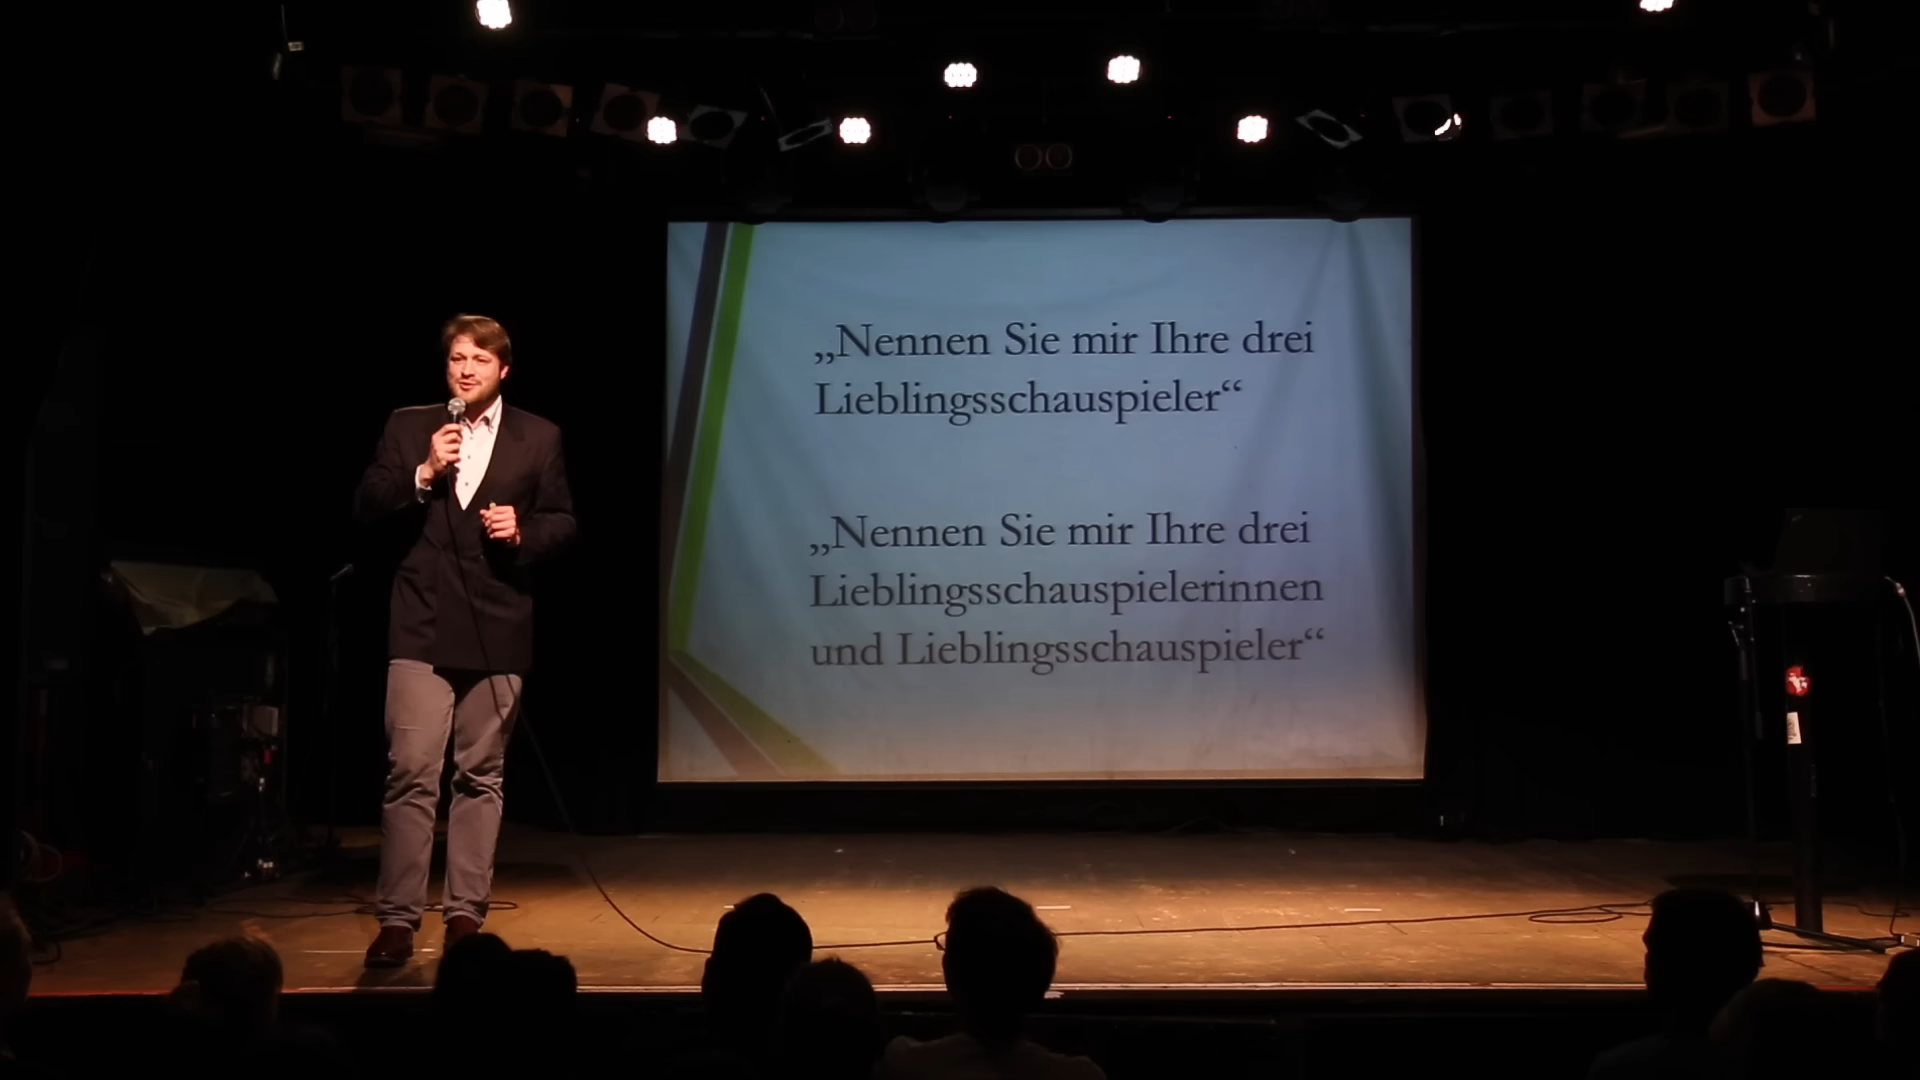 „Nennen Sie mir Ihre drei
Lieblingsschauspieler“
„Nennen Sie mir Ihre drei
Lieblingsschauspielerinnen
und Lieblingsschauspieler“